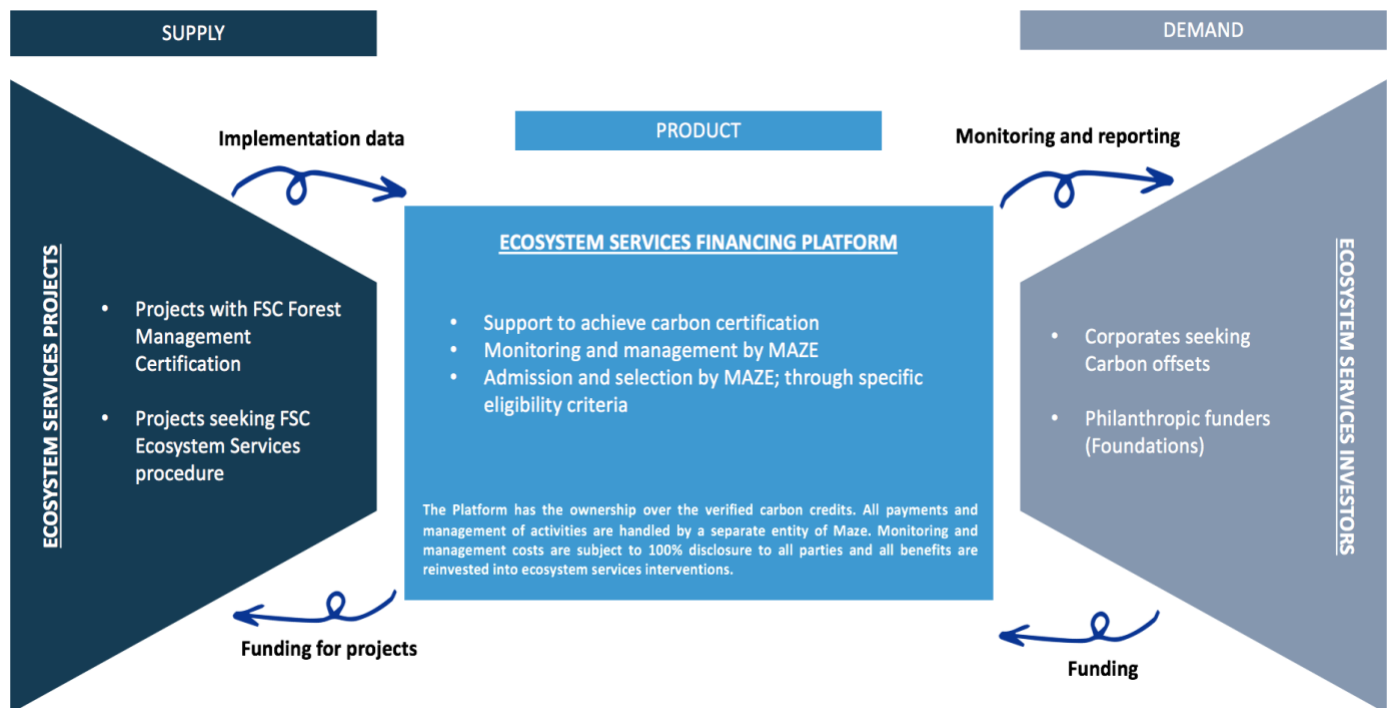 SUPPLY
DEMAND
PRODUCT
Implementation data
Monitoring and reporting
ECOSYSTEM SERVICES PROJECTS
• Projects with FSC Forest
Management
Certification
• Projects seeking FSC
Ecosystem Services
procedure
ECOSYSTEM SERVICES FINANCING PLATFORM
• Support to achieve carbon certification
• Monitoring and management by MAZE
• Admission and selection by MAZE; through specific
eligibility criteria
The Platform has the ownership over the verified carbon credits. All payments and
management of activities are handled by a separate entity of Maze. Monitoring and
management costs are subject to 100% disclosure to all parties and all benefits are
reinvested into ecosystem services interventions.
• Corporates seeking
Carbon offsets
• Philanthropic funders
(Foundations)
ECOSYSTEM SERVICES INVESTORS
Funding for projects
Funding